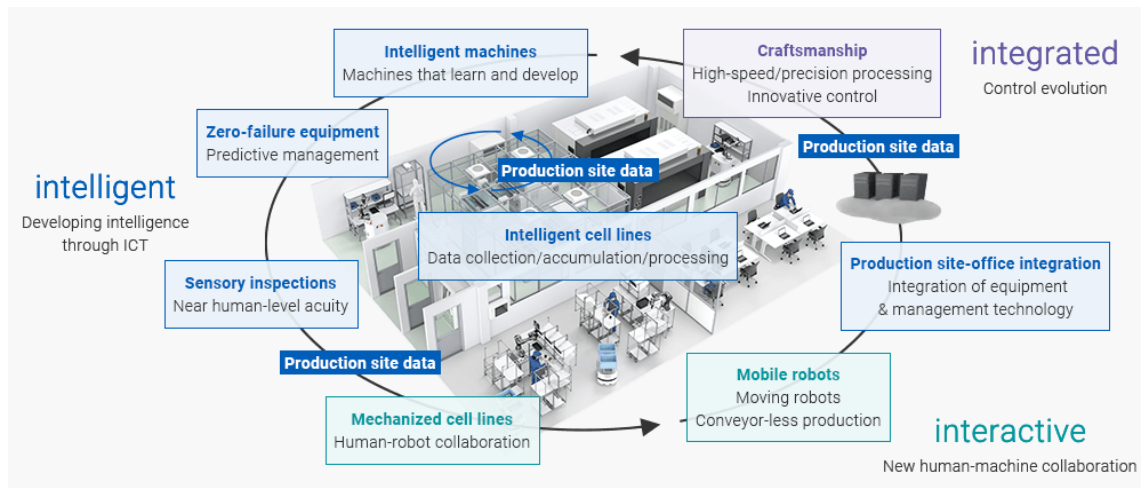 Intelligent machines
Machines that learn and develop
Craftsmanship
High-speed/precision processing
Innovative control
integrated
Control evolution
Zero-failure equipment
Predictive management
Production site data
Production site data
intelligent
Developing intelligence
through ICT
Intelligent cell lines
Data collection/accumulation/processing
Sensory inspections
Near human-level acuity
Production site-office integration
Integration of equipment
& management technology
Production site data
Mobile robots
Moving robots
Conveyor-less production
Mechanized cell lines
Human-robot collaboration
interactive
New human-machine collaboration